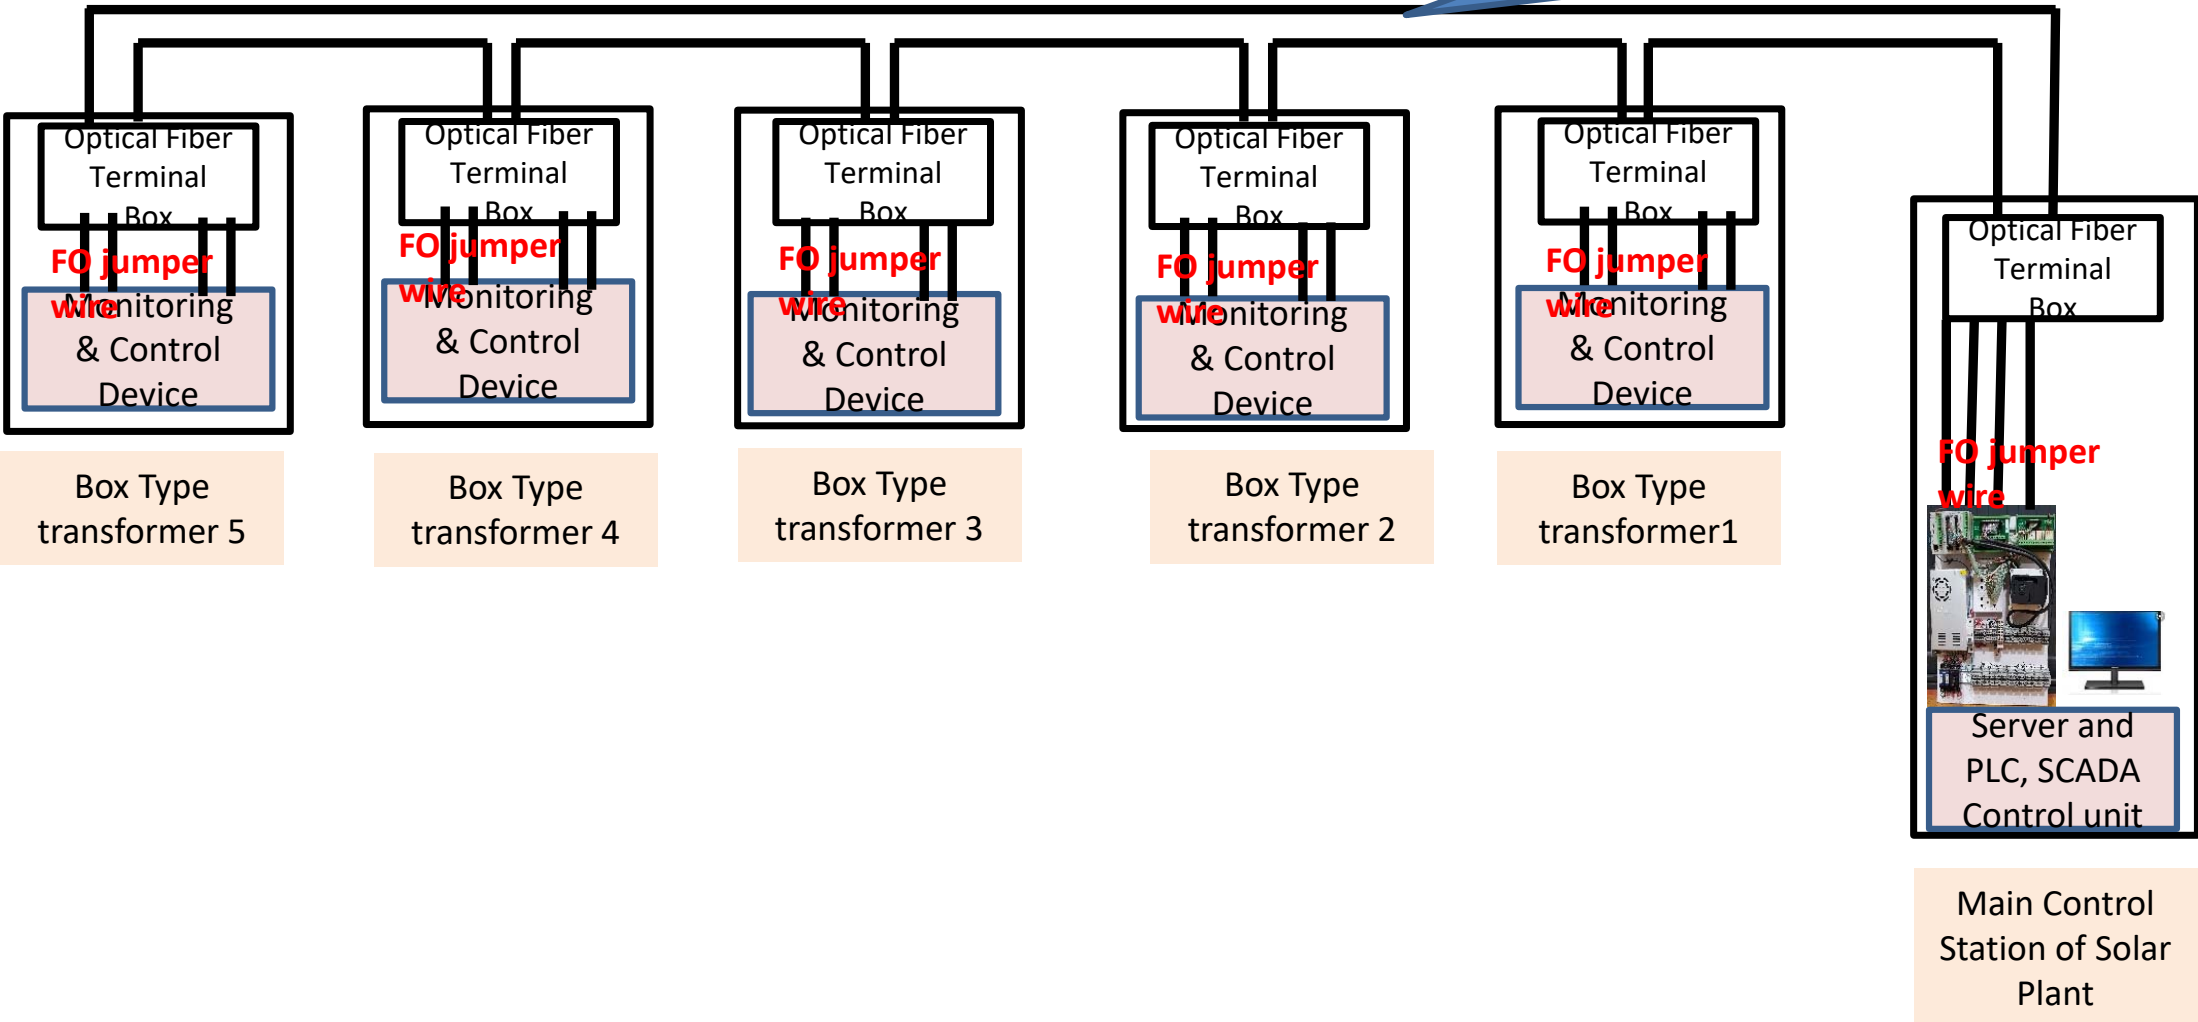 Optical Fiber
Terminal
Box
FO jumper
wire
Monitoring
& Control
Device
Box Type
transformer 5
Optical Fiber
Terminal
Box
FO jumper
wire
Monitoring
& Control
Device
Box Type
transformer 4
Optical Fiber
Terminal
Box
FO jumper
wire
Monitoring
& Control
Device
Box Type
transformer 3
Optical Fiber
Terminal
Box
FO jumper
wire
Monitoring
& Control
Device
Box Type
transformer 2
Optical Fiber
Terminal
Box
FO jumper
wire
Monitoring
& Control
Device
Box Type
transformer1
Optical Fiber
Terminal
Box
FO jumper
wire
Server and
PLC, SCADA
Control unit
Main Control
Station of Solar
Plant